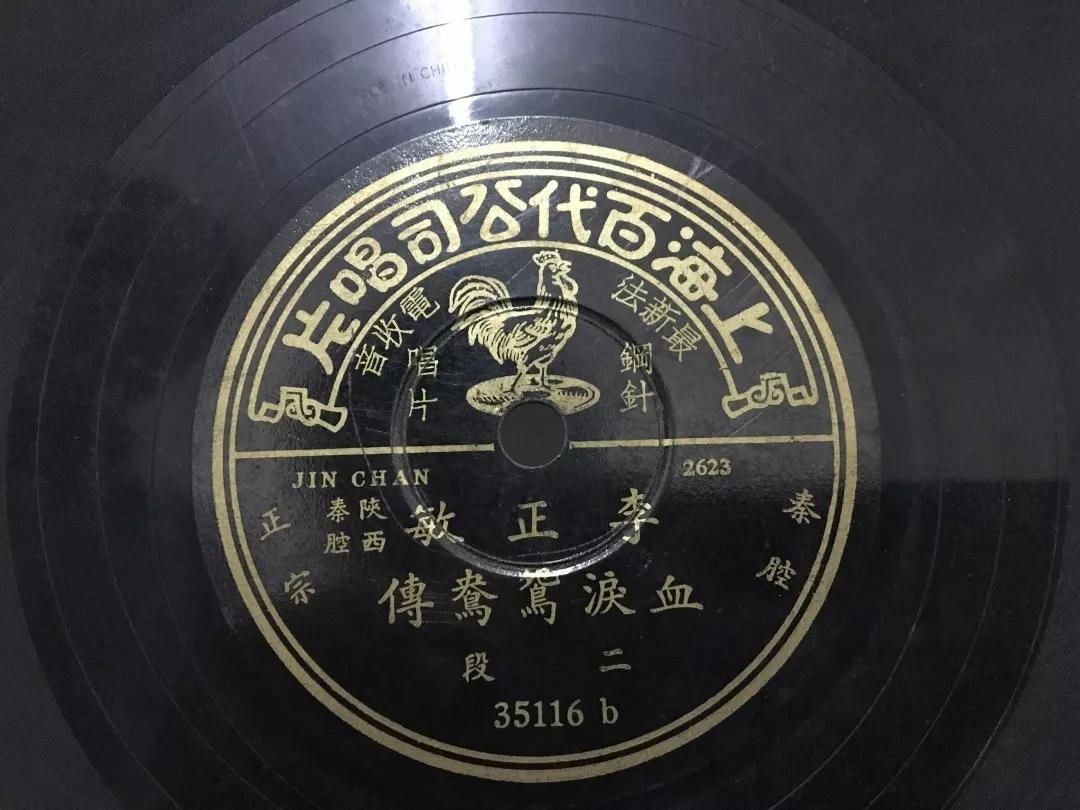 上海百代公司唱片
最新法
鋼針
電收音
唱片
JIN CHAN
2623
秦腔
李正敏
陝西
秦腔
正宗
血淚鴛鴦傳
二段
35116 b